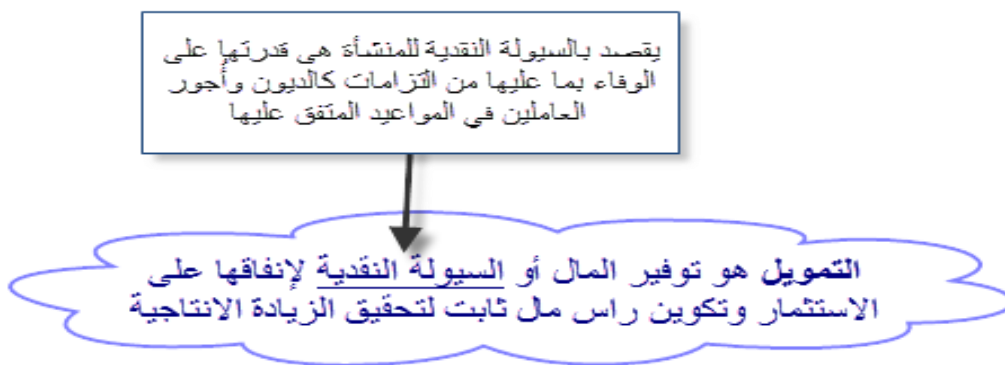 يقصد بالسيولة النقدية للمنشأة هى قدرتها على
الوفاء بما عليها من التزامات كالديون وأجور
العاملين في المواعيد المتفق عليها
التمويل هو توفير المال أو السيولة النقدية لإنفاقها على
الاستثمار وتكوين راس مال ثابت لتحقيق الزيادة الانتاجية